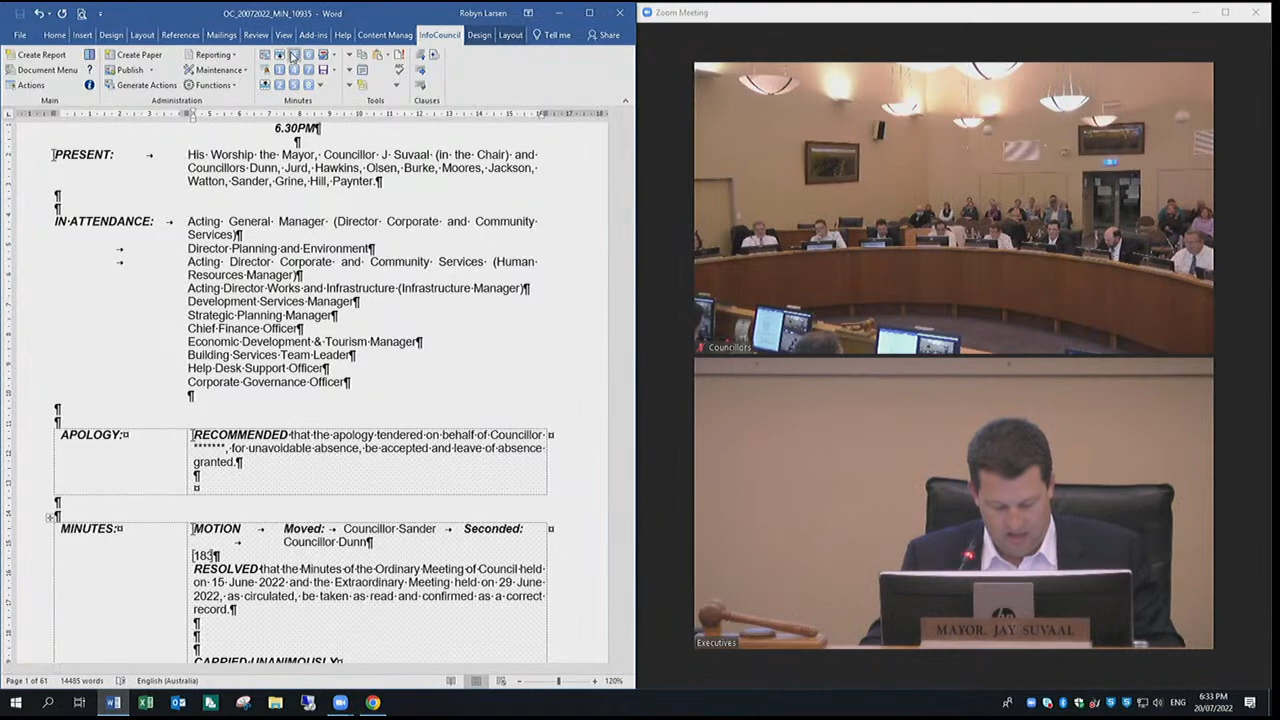 OC_20072022_MIN_10935 - Word
Robyn Larsen
Zoom Meeting
File Home Insert Design Layout References Mailings Review View Add-ins Help Content Manag InfoCouncil Design Layout Tell me Share
Create Report Create Paper Reporting
Document Menu Publish Maintenance
Actions Generate Actions Functions
Main Administration Minutes Tools Clauses
6.30PM¶
¶
PRESENT: → His Worship the Mayor, Councillor J Suvaal (in the Chair) and
Councillors Dunn, Jurd, Hawkins, Olsen, Burke, Moores, Jackson,
Watton, Sander, Grine, Hill, Paynter.¶
¶
¶
IN ATTENDANCE: → Acting General Manager (Director Corporate and Community
Services)¶
→ Director Planning and Environment¶
→ Acting Director Corporate and Community Services (Human
Resources Manager)¶
Acting Director Works and Infrastructure (Infrastructure Manager)¶
Development Services Manager¶
Strategic Planning Manager¶
Chief Finance Officer¶
Economic Development & Tourism Manager¶
Building Services Team Leader¶
Help Desk Support Officer¶
Corporate Governance Officer¶
¶
¶
¶
APOLOGY:¤ RECOMMENDED that the apology tendered on behalf of Councillor ¤
*******, for unavoidable absence, be accepted and leave of absence
granted.¶
¶
¤
¶
¶
MINUTES:¤ MOTION → Moved: → Councillor Sander → Seconded: ¤
→ Councillor Dunn¶
183¶
RESOLVED that the Minutes of the Ordinary Meeting of Council held
on 15 June 2022 and the Extraordinary Meeting held on 29 June
2022, as circulated, be taken as read and confirmed as a correct
record.¶
¶
¶
¶
CARRIED UNANIMOUSLY¤
Page 1 of 61 14485 words English (Australia) 120%
Councillors
hp
MAYOR. JAY SUVAAL
Executives
ENG
6:33 PM
20/07/2022